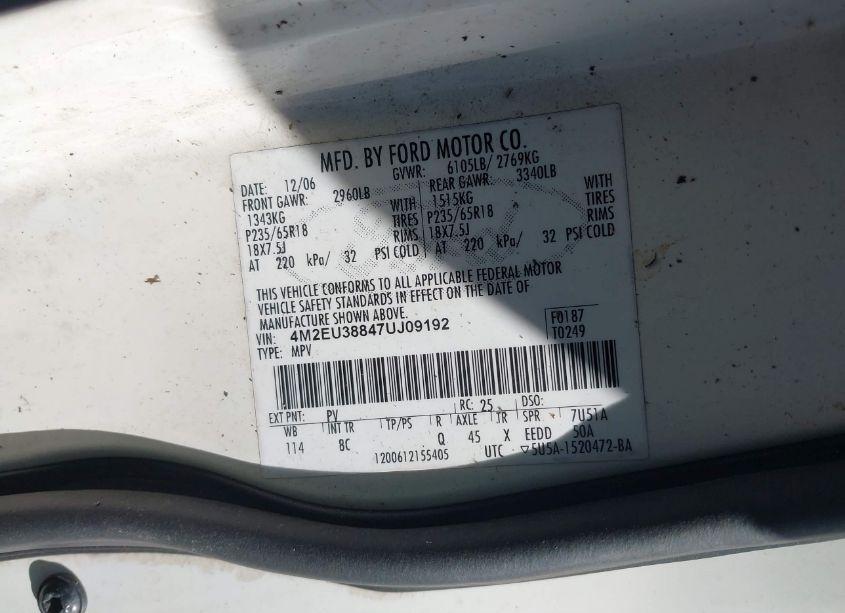 MFD. BY FORD MOTOR CO.
DATE: 12/06 GVWR: 6105LB/ 2769KG
FRONT GAWR: 2960LB REAR GAWR: 3340LB
1343KG WITH 1515KG WITH
P235/65R18 TIRES P235/65R18 TIRES
18X7.5J RIMS 18X7.5J RIMS
AT 220 kPa/ 32 PSI COLD AT 220 kPa/ 32 PSI COLD
THIS VEHICLE CONFORMS TO ALL APPLICABLE FEDERAL MOTOR
VEHICLE SAFETY STANDARDS IN EFFECT ON THE DATE OF
MANUFACTURE SHOWN ABOVE.
VIN: 4M2EU38847UJ09192 F0187
TYPE: MPV T0249
EXT PNT: PV RC: 25 DSO:
WB INT TR TP/PS R AXLE TR SPR 7U51A
114 8C Q 45 X EEDD 50A
1200612155405 UTC ▽5U5A-1520472-BA